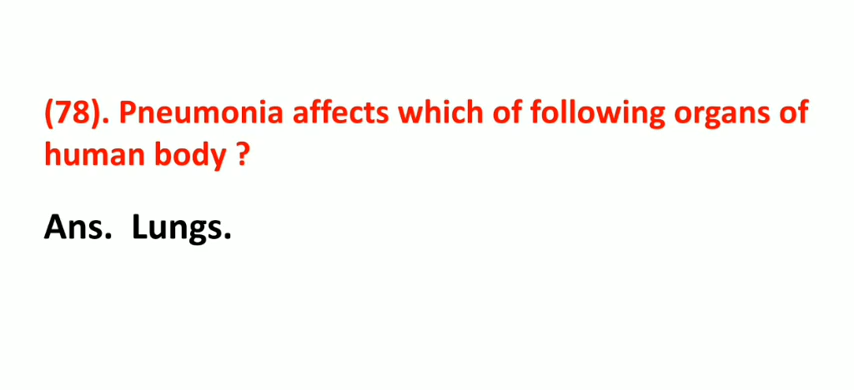 (78). Pneumonia affects which of following organs of
human body ?
Ans. Lungs.